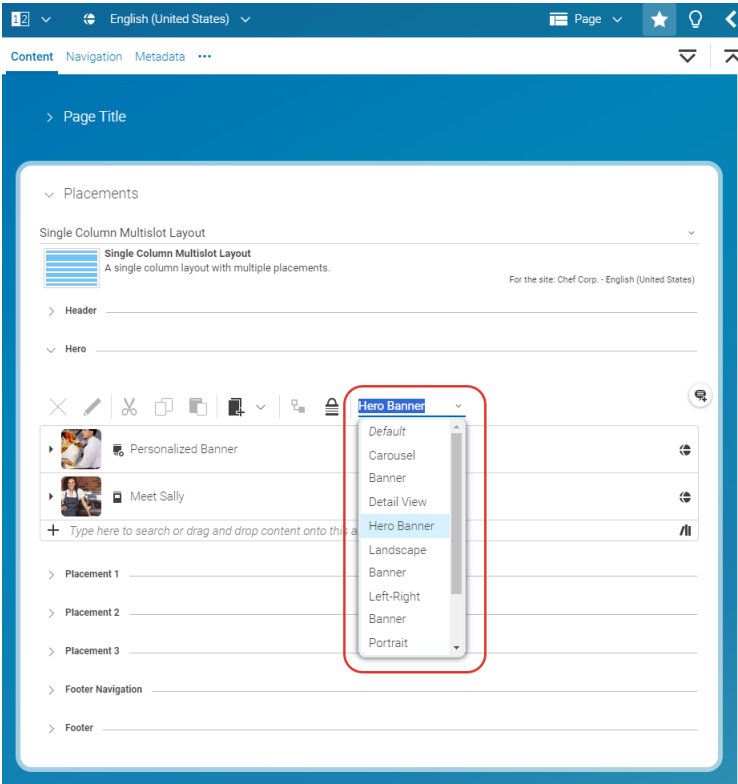 12 English (United States) Page
Content Navigation Metadata ...
Page Title
Placements
Single Column Multislot Layout
Single Column Multislot Layout
A single column layout with multiple placements.
For the site: Chef Corp. - English (United States)
Header
Hero
Hero Banner
Default
Carousel
Banner
Detail View
Hero Banner
Landscape
Banner
Left-Right
Banner
Portrait
Personalized Banner
Meet Sally
Type here to search or drag and drop content onto this a
Placement 1
Placement 2
Placement 3
Footer Navigation
Footer